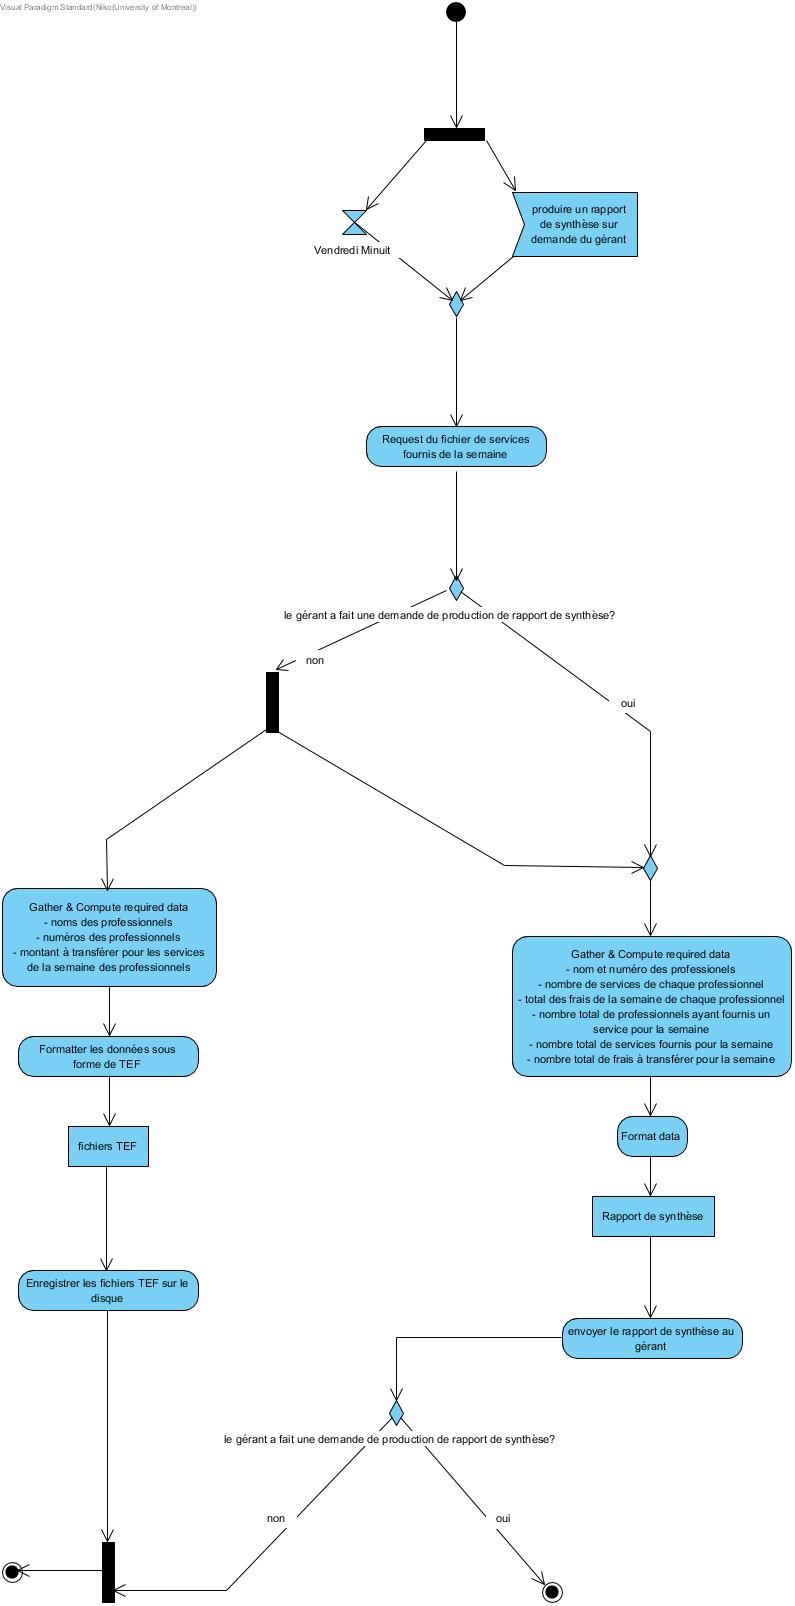 Visual Paradigm Standard(Niko(University of Montreal))
produire un rapport
de synthèse sur
demande du gérant
Vendredi Minuit
Request du fichier de services
fournis de la semaine
le gérant a fait une demande de production de rapport de synthèse?
non
oui
Gather & Compute required data
- noms des professionnels
- numéros des professionnels
- montant à transférer pour les services
de la semaine des professionnels
Gather & Compute required data
- nom et numéro des professionels
- nombre de services de chaque professionnel
- total des frais de la semaine de chaque professionnel
- nombre total de professionnels ayant fournis un
service pour la semaine
- nombre total de services fournis pour la semaine
- nombre total de frais à transférer pour la semaine
Formatter les données sous
forme de TEF
Format data
fichiers TEF
Rapport de synthèse
Enregistrer les fichiers TEF sur le
disque
envoyer le rapport de synthèse au
gérant
le gérant a fait une demande de production de rapport de synthèse?
non
oui